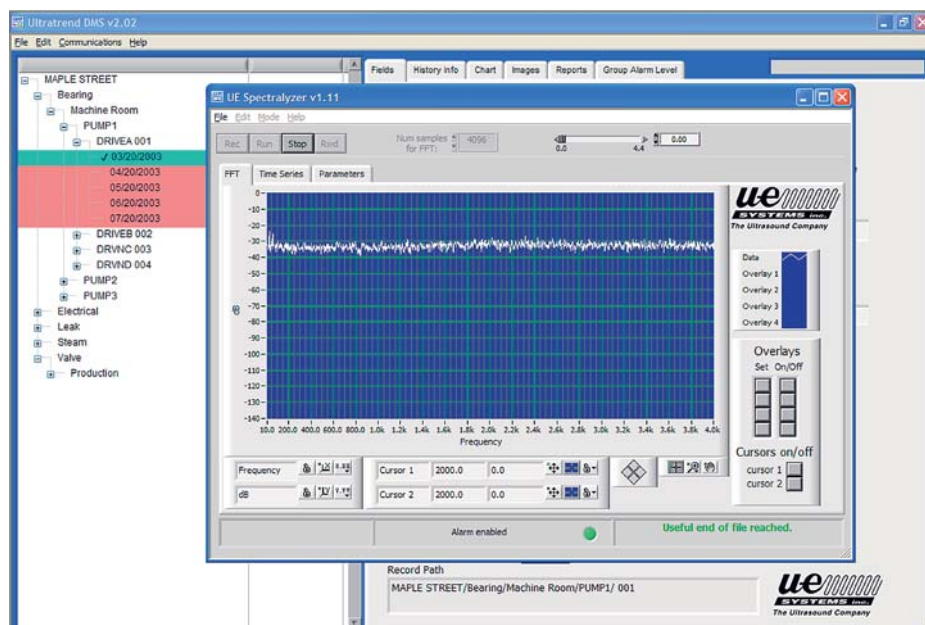 Ultratrend DMS v2.02
File Edit Communications Help
MAPLE STREET
Bearing
Machine Room
PUMP1
DRIVEA 001
03/20/2003
04/20/2003
05/20/2003
06/20/2003
07/20/2003
DRIVEB 002
DRVNC 003
DRVND 004
PUMP2
PUMP3
Electrical
Leak
Steam
Valve
Production
Fields History Info Chart Images Reports Group Alarm Level
UE Spectralyzer v1.11
File Edit Mode Help
Rec Run Stop Rwd
Num samples for FFT: 4096
0.0 4.4 0.00
FFT Time Series Parameters
0
-10
-20
-30
-40
-50
-60
-70
-80
-90
-100
-110
-120
-130
-140
dB
10.0 200.0 400.0 600.0 800.0 1.0k 1.2k 1.4k 1.6k 1.8k 2.0k 2.2k 2.4k 2.6k 2.8k 3.0k 3.2k 3.4k 3.6k 3.8k 4.0k
Frequency
ue
SYSTEMS inc.
The Ultrasound Company
Data
Overlay 1
Overlay 2
Overlay 3
Overlay 4
Overlays
Set On/Off
Cursors on/off
cursor 1
cursor 2
Frequency
dB
Cursor 1 2000.0 0.0
Cursor 2 2000.0 0.0
Alarm enabled
Useful end of file reached.
Record Path
MAPLE STREET/Bearing/Machine Room/PUMP1/ 001
ue
SYSTEMS inc.
The Ultrasound Company